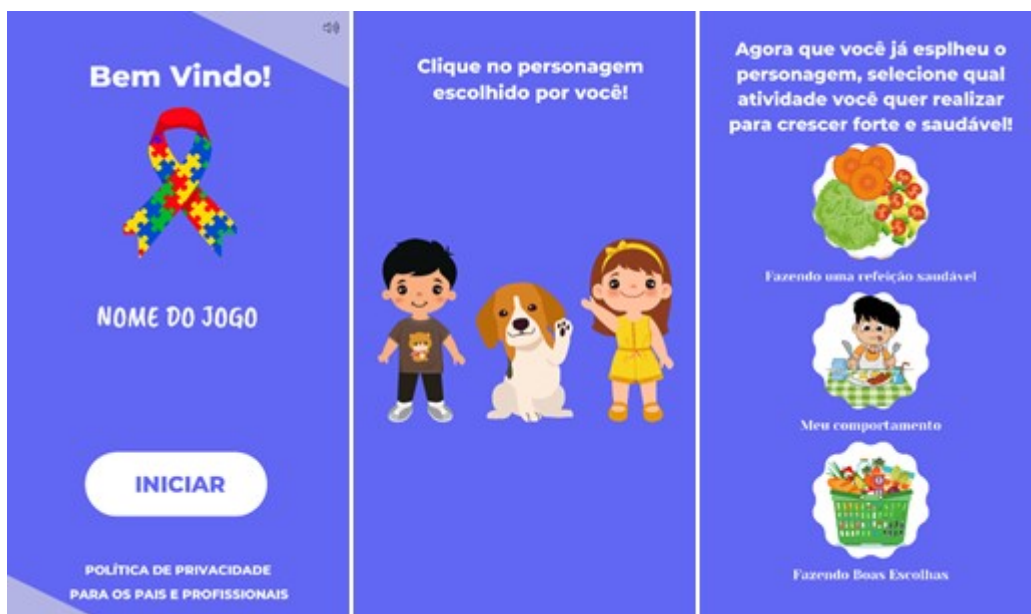 Bem Vindo!
NOME DO JOGO
INICIAR
POLÍTICA DE PRIVACIDADE
PARA OS PAIS E PROFISSIONAIS
Clique no personagem
escolhido por você!
Agora que você já esplheu o
personagem, selecione qual
atividade você quer realizar
para crescer forte e saudável!
Fazendo uma refeição saudável
Meu comportamento
Fazendo Boas Escolhas